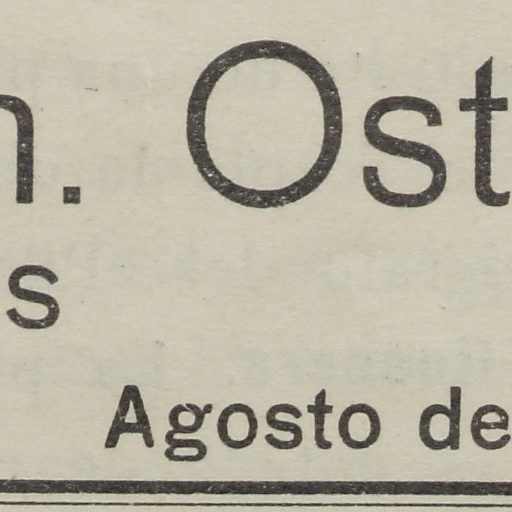 n. Ost
s
Agosto de